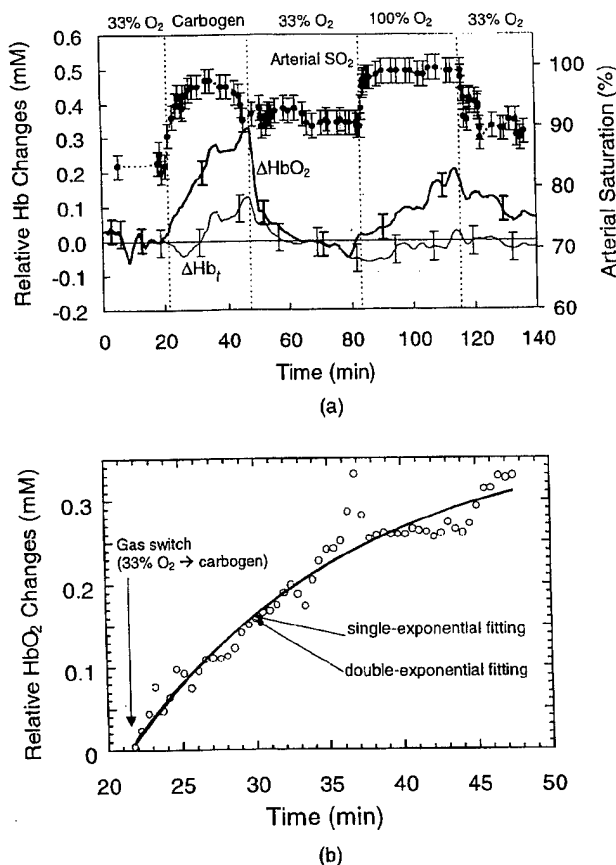 33% O₂ Carbogen 33% O₂ 100% O₂ 33% O₂
Relative Hb Changes (mM)
0.6
0.5
0.4
0.3
0.2
0.1
0.0
-0.1
-0.2
Arterial SO₂
ΔHbO₂
ΔHbₜ
100
90
80
70
60
Arterial Saturation (%)
0 20 40 60 80 100 120 140
Time (min)
(a)
Relative HbO₂ Changes (mM)
0.3
0.2
0.1
0
Gas switch
(33% O₂ → carbogen)
single-exponential fitting
double-exponential fitting
20 25 30 35 40 45 50
Time (min)
(b)